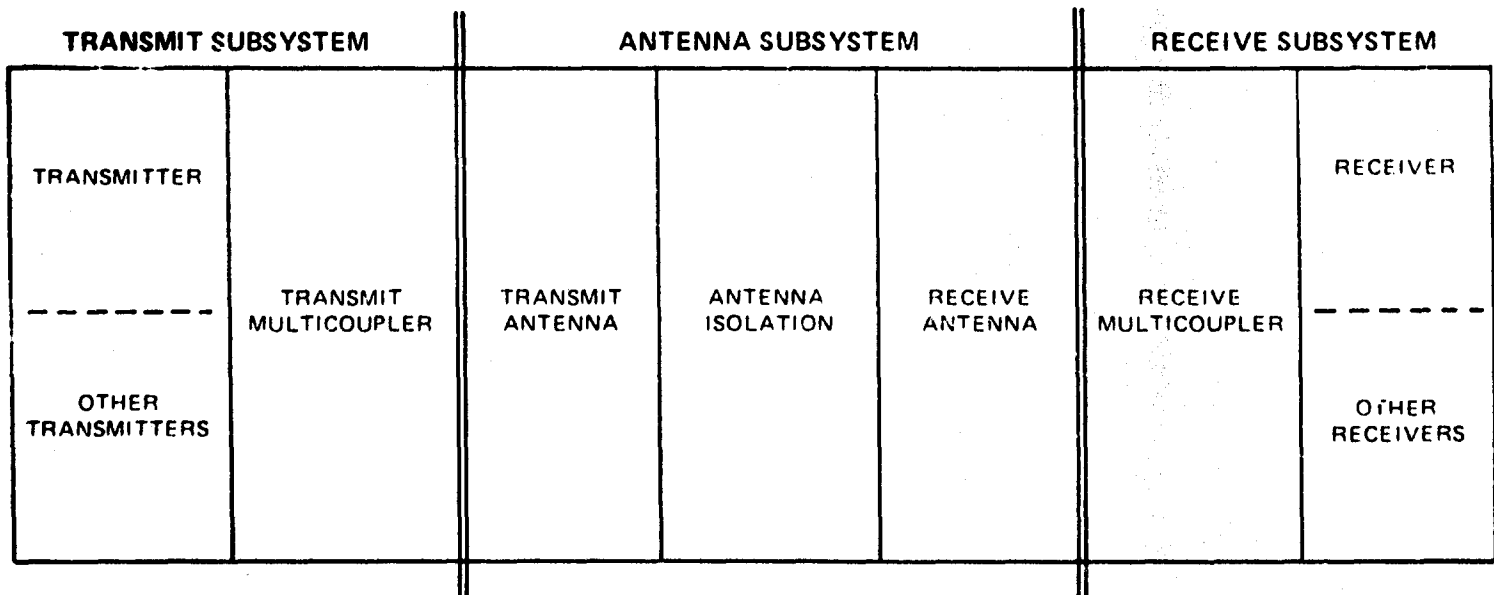 TRANSMIT SUBSYSTEM
ANTENNA SUBSYSTEM
RECEIVE SUBSYSTEM
TRANSMITTER
OTHER
TRANSMITTERS
TRANSMIT
MULTICOUPLER
TRANSMIT
ANTENNA
ANTENNA
ISOLATION
RECEIVE
ANTENNA
RECEIVE
MULTICOUPLER
RECEIVER
OTHER
RECEIVERS